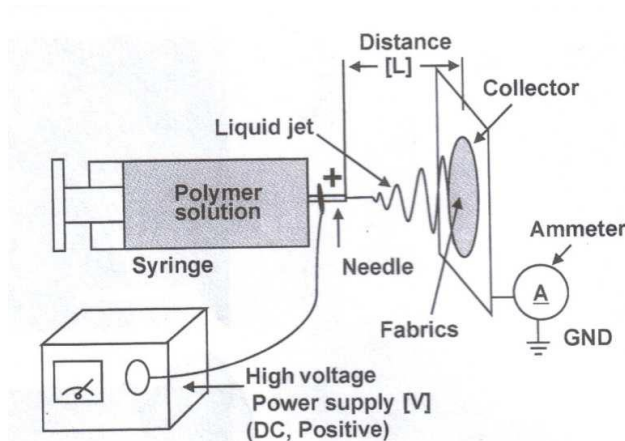 Distance
[L]
Collector
Liquid jet
+
Polymer
solution
Ammeter
Syringe
Needle
A
Fabrics
GND
High voltage
Power supply [V]
(DC, Positive)